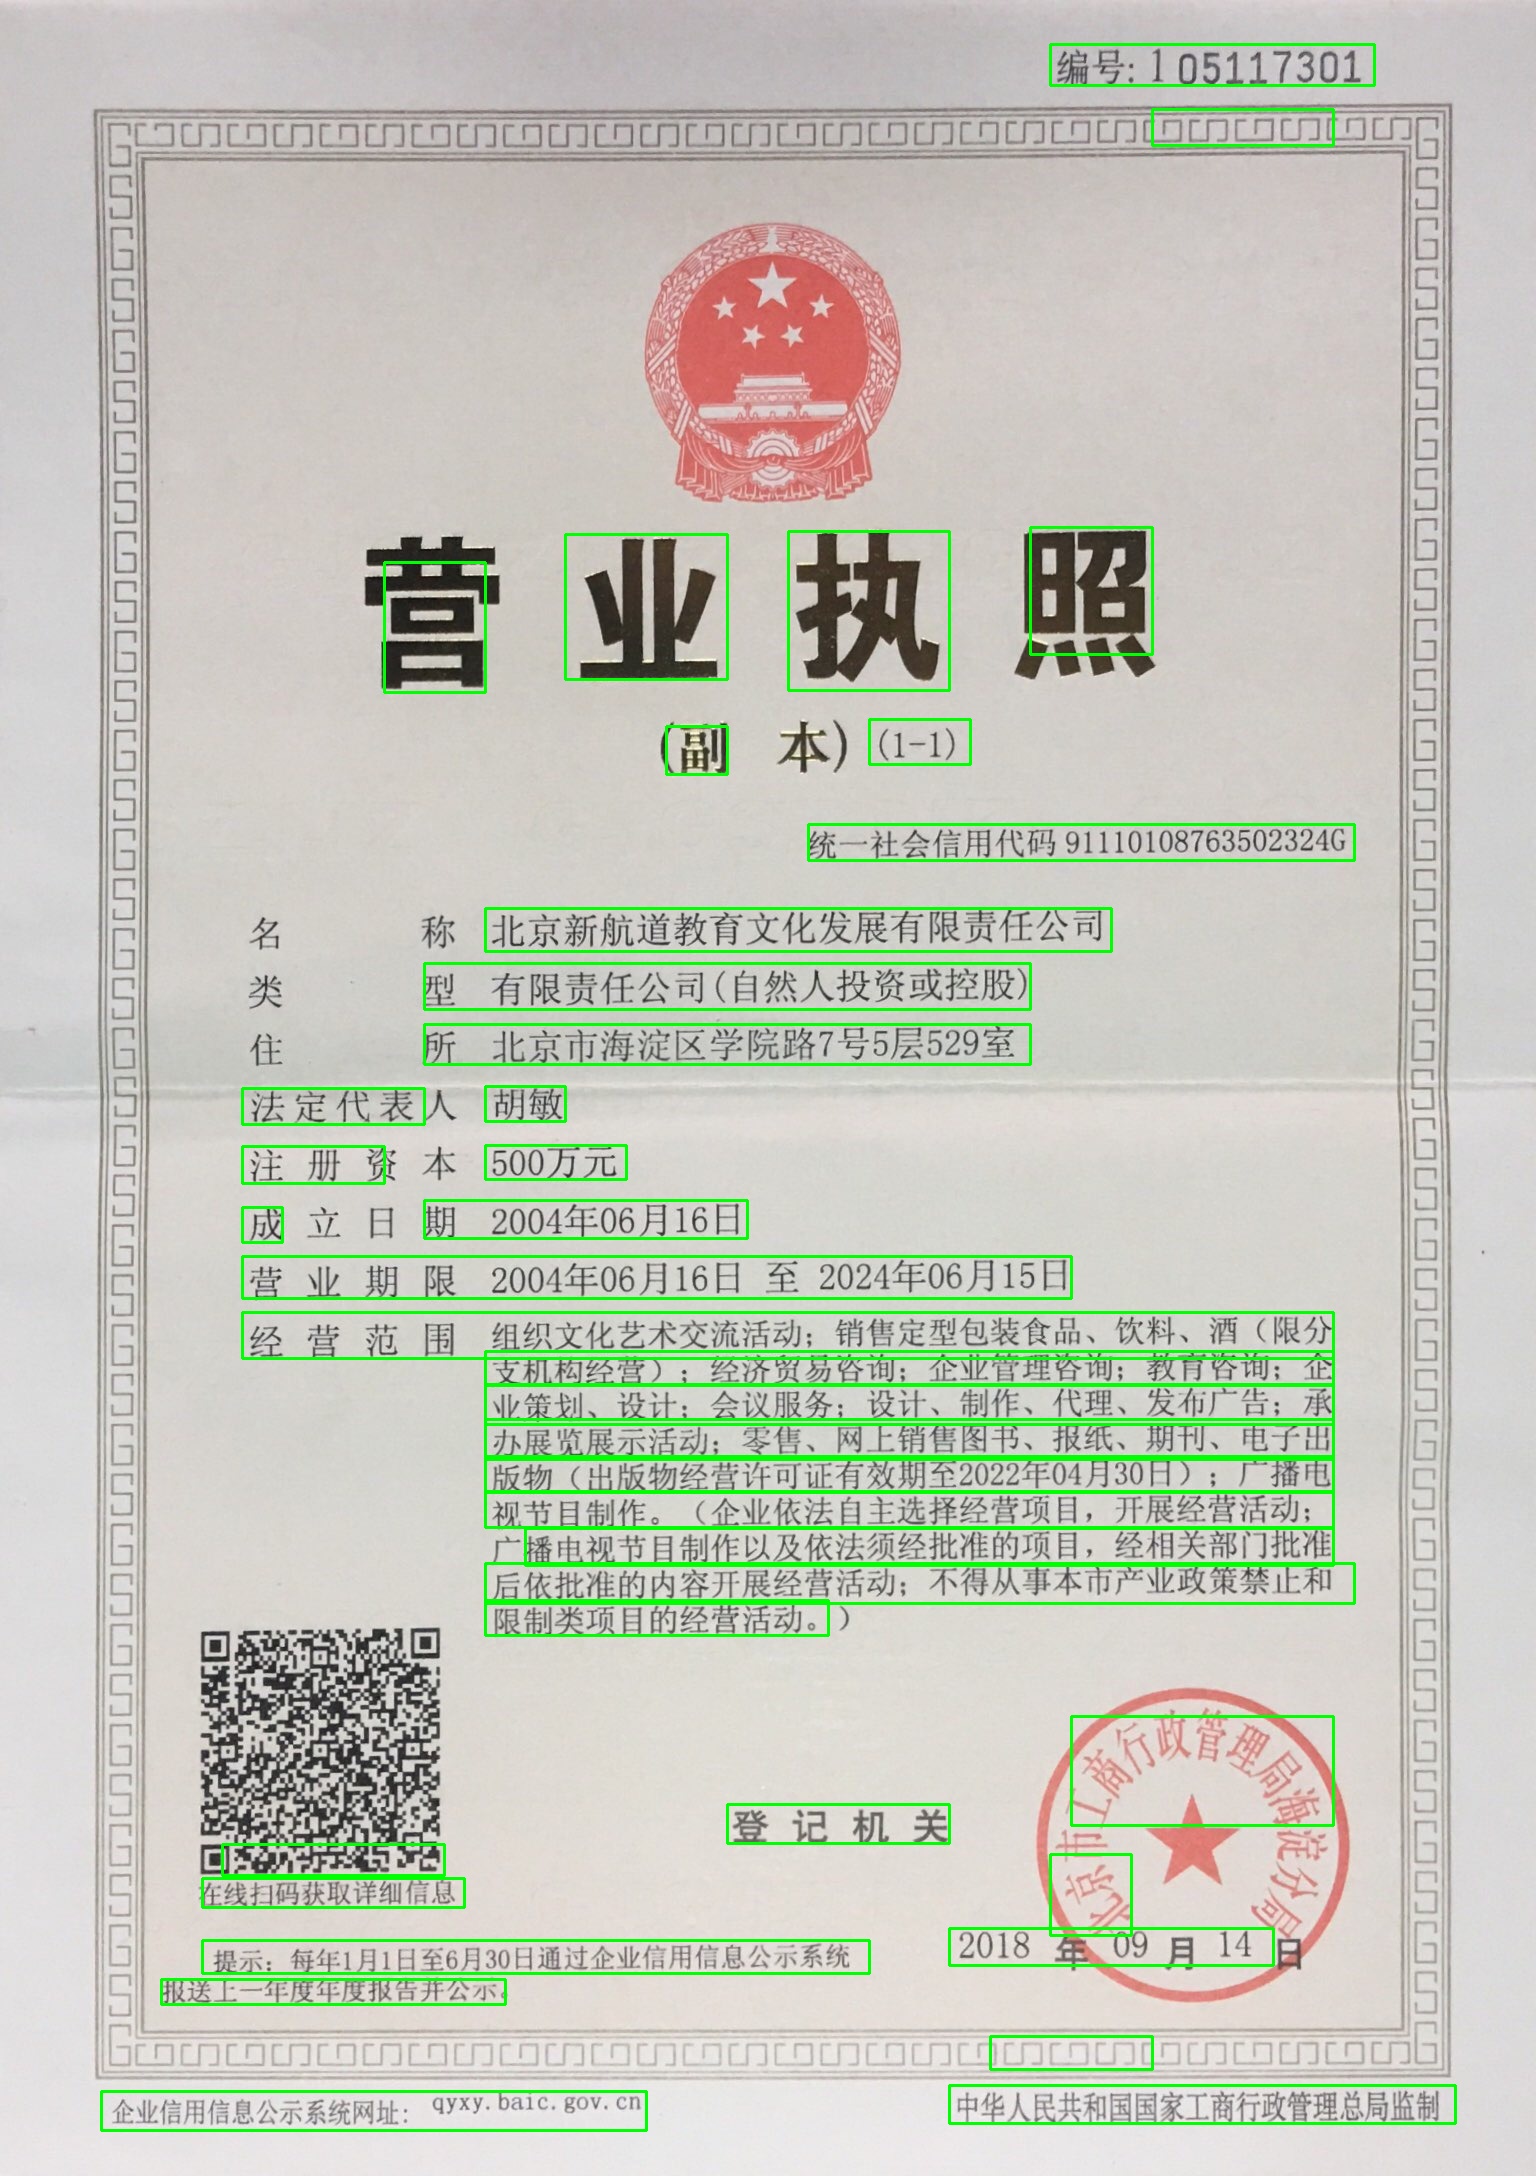 编号: 1 05117301
营业执照
(副 本) (1-1)
统一社会信用代码 91110108763502324G
名 称 北京新航道教育文化发展有限责任公司
类 型 有限责任公司(自然人投资或控股)
住 所 北京市海淀区学院路7号5层529室
法定代表人 胡敏
注册资本 500万元
成立日期 2004年06月16日
营业期限 2004年06月16日 至 2024年06月15日
经营范围 组织文化艺术交流活动；销售定型包装食品、饮料、酒（限分
支机构经营）；经济贸易咨询；企业管理咨询；教育咨询；企
业策划、设计；会议服务；设计、制作、代理、发布广告；承
办展览展示活动；零售、网上销售图书、报纸、期刊、电子出
版物（出版物经营许可证有效期至2022年04月30日）；广播电
视节目制作。（企业依法自主选择经营项目，开展经营活动；
广播电视节目制作以及依法须经批准的项目，经相关部门批准
后依批准的内容开展经营活动；不得从事本市产业政策禁止和
限制类项目的经营活动。）
在线扫码获取详细信息
登记机关
北京市工商行政管理局海淀分局
2018 年 09 月 14 日
提示：每年1月1日至6月30日通过企业信用信息公示系统
报送上一年度年度报告并公示。
企业信用信息公示系统网址： qyxy.baic.gov.cn
中华人民共和国国家工商行政管理总局监制